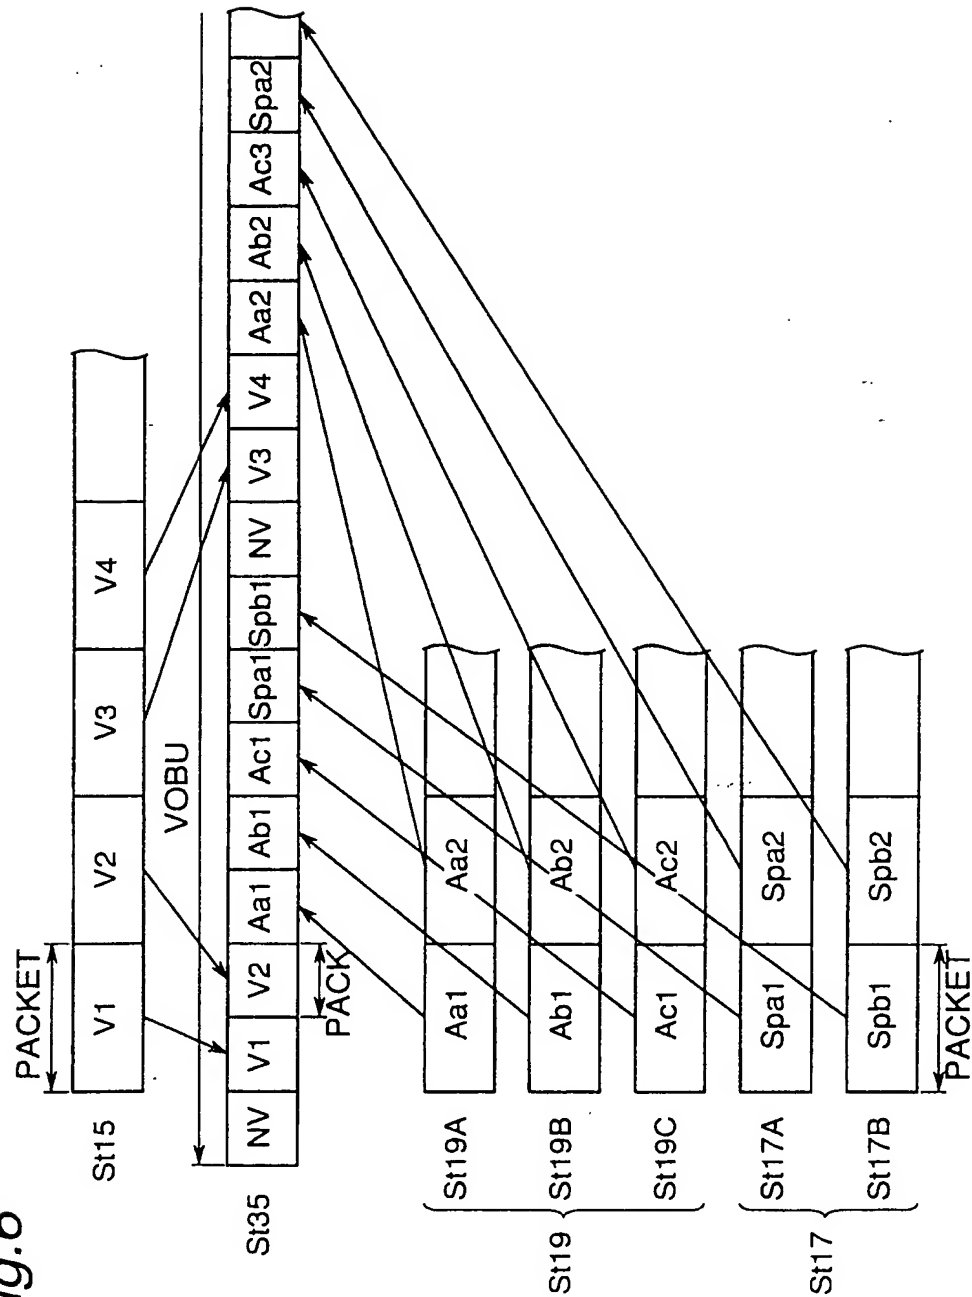 Fig.6
PACKET
St15 V1 V2 V3 V4
VOBU
St35 NV V1 V2 Aa1 Ab1 Ac1 Spa1 Spb1 NV V3 V4 Aa2 Ab2 Ac3 Spa2
PACK
St19
St19A Aa1 Aa2
St19B Ab1 Ab2
St19C Ac1 Ac2
St17
St17A Spa1 Spa2
St17B Spb1 Spb2
PACKET